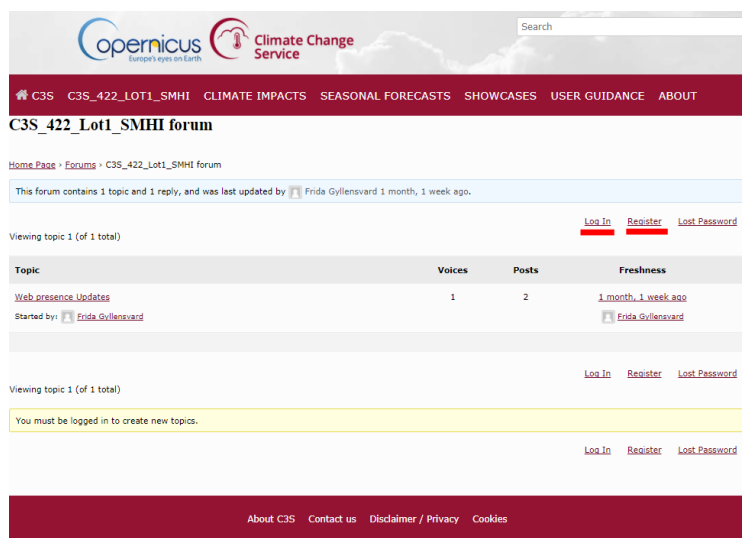 Search
opernicus
Europe's eyes on Earth
Climate Change
Service
C3S C3S_422_LOT1_SMHI CLIMATE IMPACTS SEASONAL FORECASTS SHOWCASES USER GUIDANCE ABOUT
C3S_422_Lot1_SMHI forum
Home Page › Forums › C3S_422_Lot1_SMHI forum
This forum contains 1 topic and 1 reply, and was last updated by Frida Gyllensvard 1 month, 1 week ago.
Log In Register Lost Password
Viewing topic 1 (of 1 total)
Topic Voices Posts Freshness
Web presence Updates 1 2 1 month, 1 week ago
Started by: Frida Gyllensvard Frida Gyllensvard
Log In Register Lost Password
Viewing topic 1 (of 1 total)
You must be logged in to create new topics.
Log In Register Lost Password
About C3S Contact us Disclaimer / Privacy Cookies